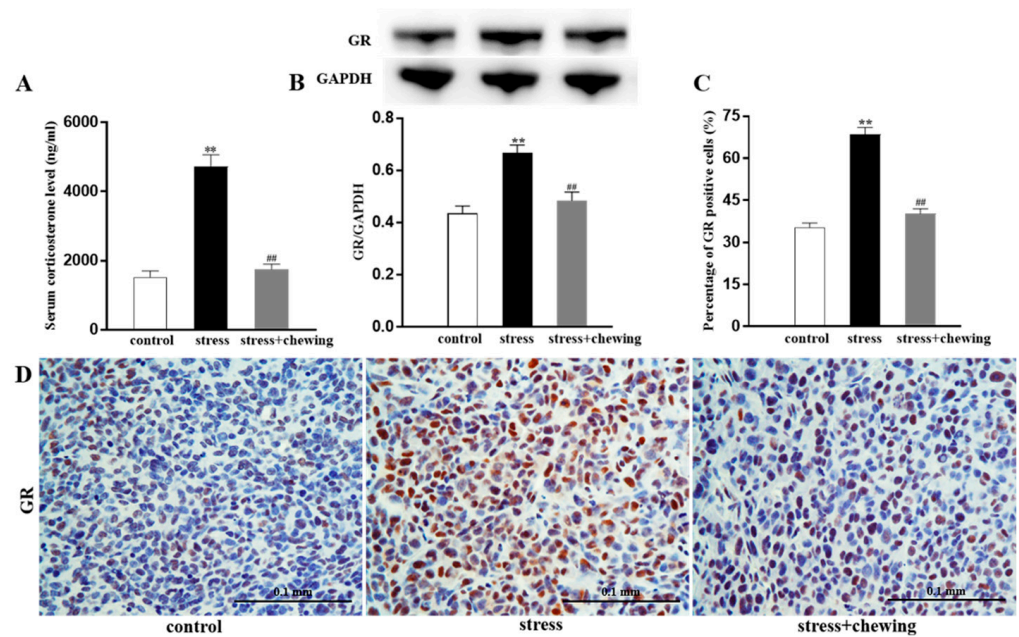 GR
GAPDH
A
B
C
Serum corticosterone level (ng/ml)
6000
4000
2000
0
**
##
control
stress
stress+chewing
GR/GAPDH
0.8
0.6
0.4
0.2
0.0
**
##
control
stress
stress+chewing
Percentage of GR positive cells (%)
75
60
45
30
15
0
**
##
control
stress
stress+chewing
D
GR
0.1 mm
0.1 mm
0.1 mm
control
stress
stress+chewing